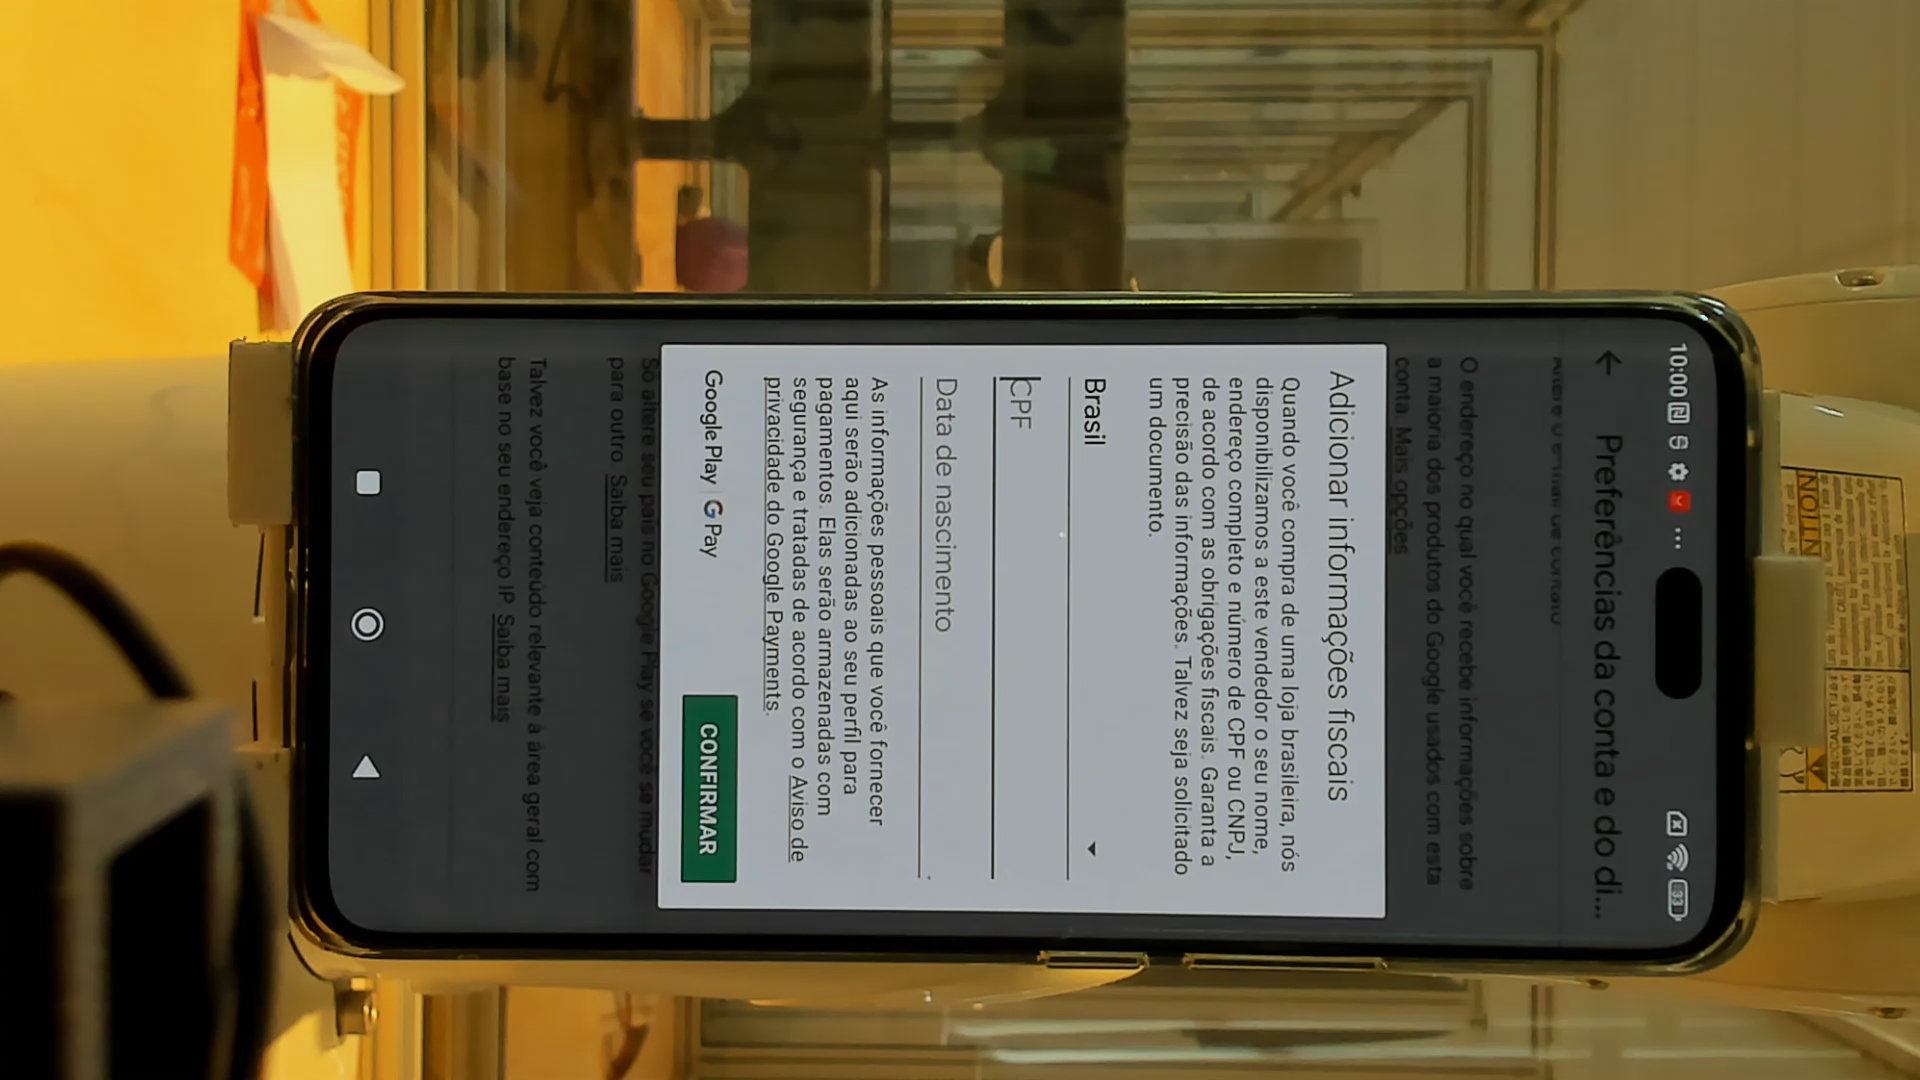 10:00
33
Preferências da conta e do di...
O endereço no qual você recebe informações sobre
a maioria dos produtos do Google usados com esta
conta. Mais opções
Adicionar informações fiscais
Quando você compra de uma loja brasileira, nós
disponibilizamos a este vendedor o seu nome,
endereço completo e número de CPF ou CNPJ,
de acordo com as obrigações fiscais. Garanta a
precisão das informações. Talvez seja solicitado
um documento.
Brasil
CPF
Data de nascimento
As informações pessoais que você fornecer
aqui serão adicionadas ao seu perfil para
pagamentos. Elas serão armazenadas com
segurança e tratadas de acordo com o Aviso de
privacidade do Google Payments.
Google Play | G Pay
CONFIRMAR
Só altere seu país no Google Play se você se mudar
para outro. Saiba mais
Talvez você veja conteúdo relevante à área geral com
base no seu endereço IP. Saiba mais